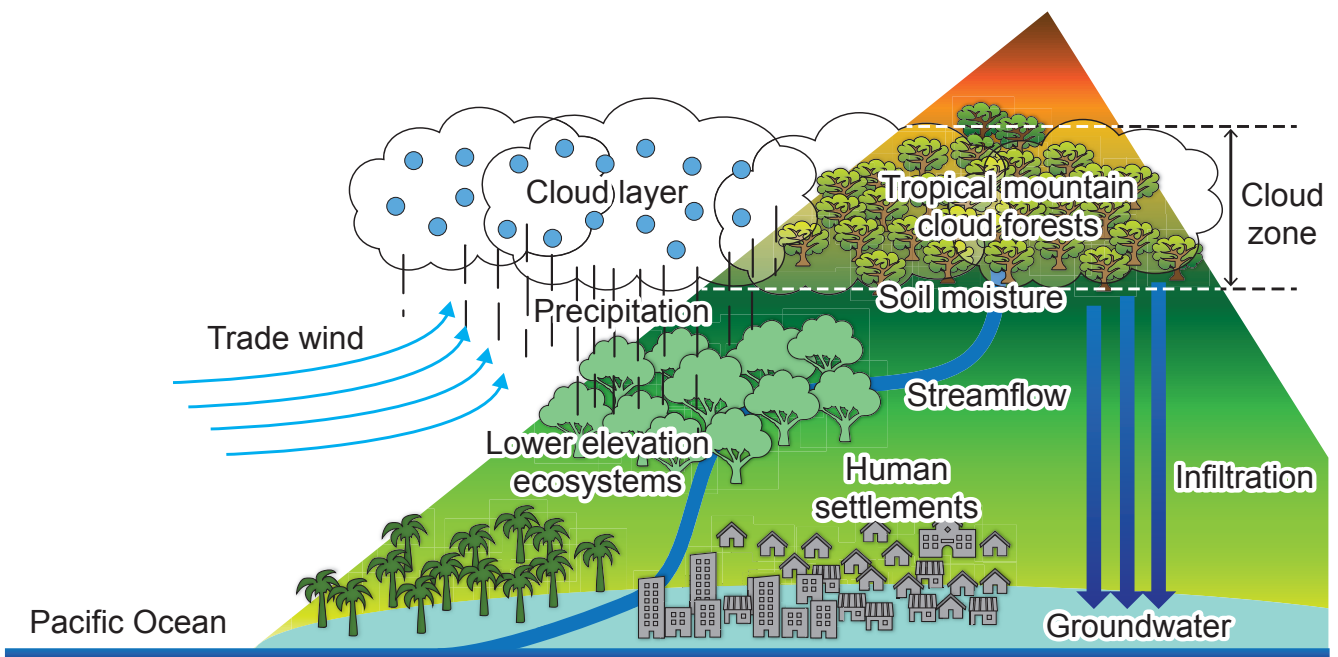 Cloud layer
Tropical mountain
cloud forests
Cloud
zone
Precipitation
Soil moisture
Trade wind
Streamflow
Lower elevation
ecosystems
Human
settlements
Infiltration
Pacific Ocean
Groundwater